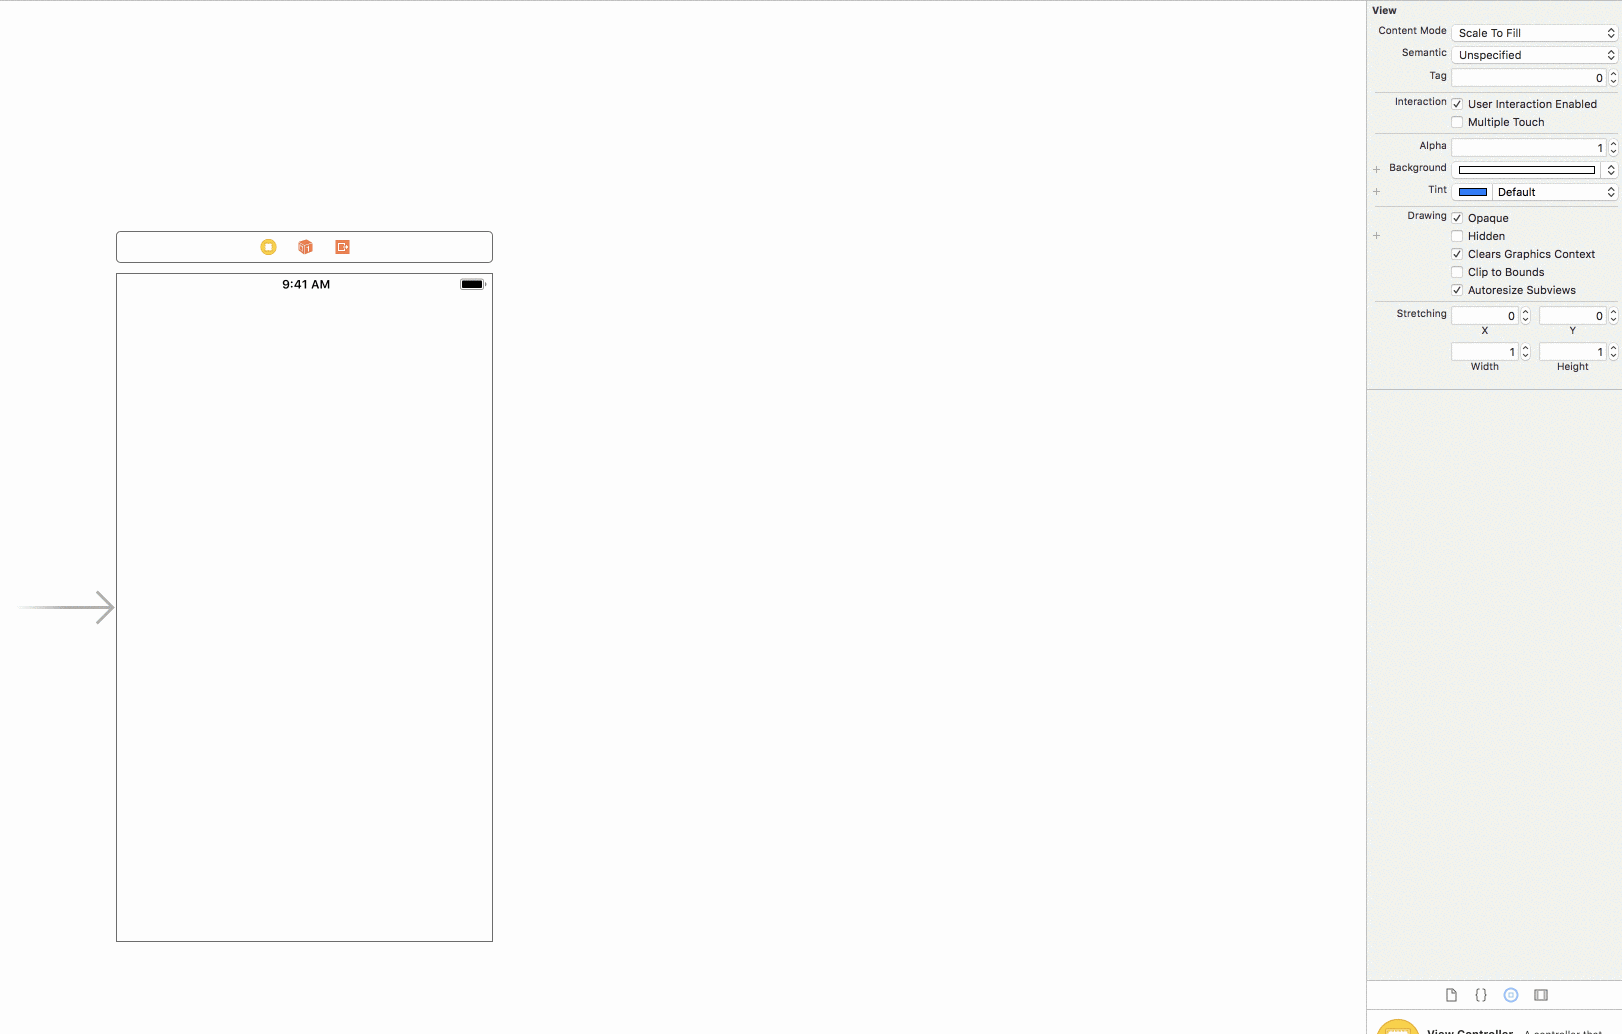 View
Content Mode Scale To Fill
Semantic Unspecified
Tag 0
Interaction User Interaction Enabled
Multiple Touch
Alpha 1
Background
Tint Default
Drawing Opaque
Hidden
Clears Graphics Context
Clip to Bounds
Autoresize Subviews
Stretching 0 0
X Y
1 1
Width Height
9:41 AM
{}
View Controller - A controller that